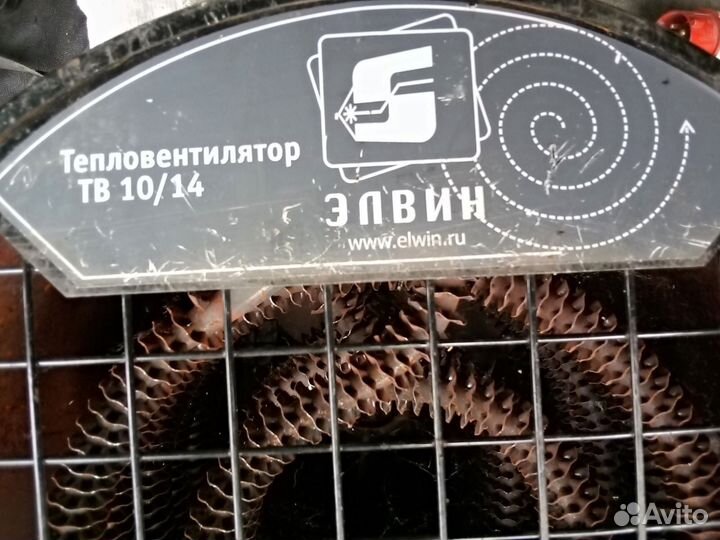 Тепловентилятор
ТВ 10/14
ЭЛВИН
www.elwin.ru
Avito